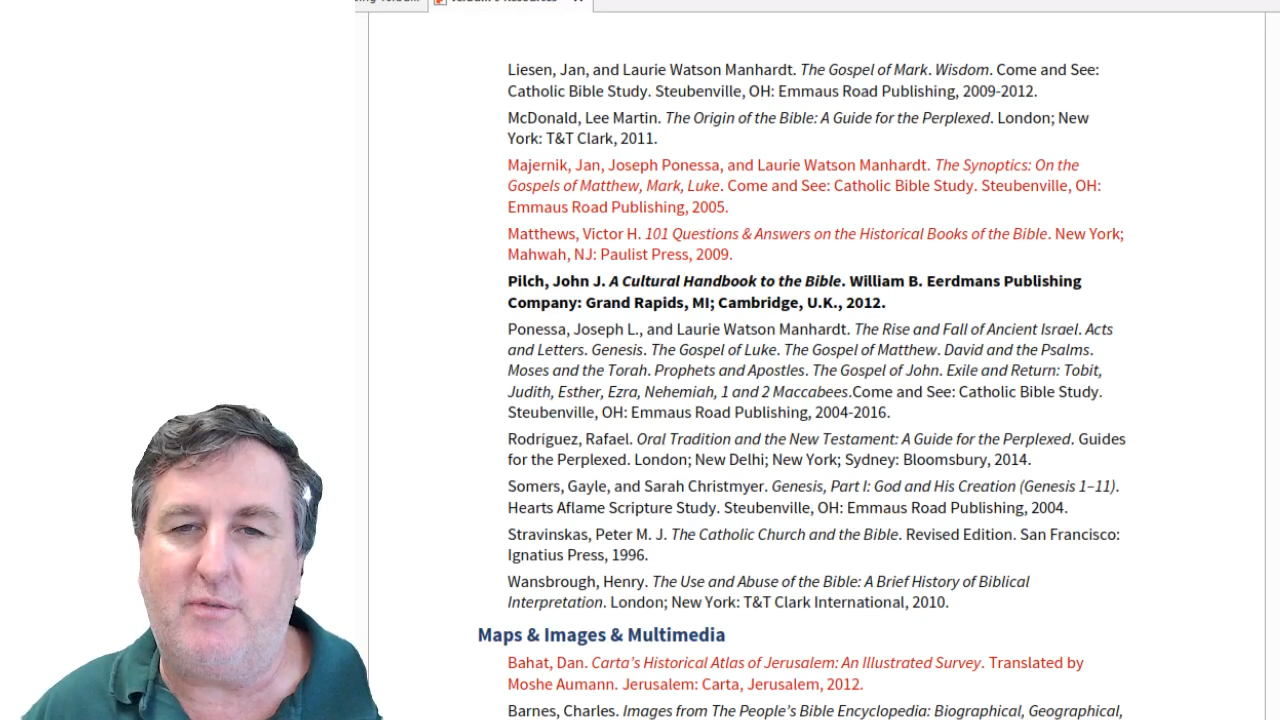 Liesen, Jan, and Laurie Watson Manhardt. The Gospel of Mark. Wisdom. Come and See:
Catholic Bible Study. Steubenville, OH: Emmaus Road Publishing, 2009-2012.
McDonald, Lee Martin. The Origin of the Bible: A Guide for the Perplexed. London; New
York: T&T Clark, 2011.
Majernik, Jan, Joseph Ponessa, and Laurie Watson Manhardt. The Synoptics: On the
Gospels of Matthew, Mark, Luke. Come and See: Catholic Bible Study. Steubenville, OH:
Emmaus Road Publishing, 2005.
Matthews, Victor H. 101 Questions & Answers on the Historical Books of the Bible. New York;
Mahwah, NJ: Paulist Press, 2009.
Pilch, John J. A Cultural Handbook to the Bible. William B. Eerdmans Publishing
Company: Grand Rapids, MI; Cambridge, U.K., 2012.
Ponessa, Joseph L., and Laurie Watson Manhardt. The Rise and Fall of Ancient Israel. Acts
and Letters. Genesis. The Gospel of Luke. The Gospel of Matthew. David and the Psalms.
Moses and the Torah. Prophets and Apostles. The Gospel of John. Exile and Return: Tobit,
Judith, Esther, Ezra, Nehemiah, 1 and 2 Maccabees.Come and See: Catholic Bible Study.
Steubenville, OH: Emmaus Road Publishing, 2004-2016.
Rodríguez, Rafael. Oral Tradition and the New Testament: A Guide for the Perplexed. Guides
for the Perplexed. London; New Delhi; New York; Sydney: Bloomsbury, 2014.
Somers, Gayle, and Sarah Christmyer. Genesis, Part I: God and His Creation (Genesis 1–11).
Hearts Aflame Scripture Study. Steubenville, OH: Emmaus Road Publishing, 2004.
Stravinskas, Peter M. J. The Catholic Church and the Bible. Revised Edition. San Francisco:
Ignatius Press, 1996.
Wansbrough, Henry. The Use and Abuse of the Bible: A Brief History of Biblical
Interpretation. London; New York: T&T Clark International, 2010.
Maps & Images & Multimedia
Bahat, Dan. Carta’s Historical Atlas of Jerusalem: An Illustrated Survey. Translated by
Moshe Aumann. Jerusalem: Carta, Jerusalem, 2012.
Barnes, Charles. Images from The People’s Bible Encyclopedia: Biographical, Geographical,